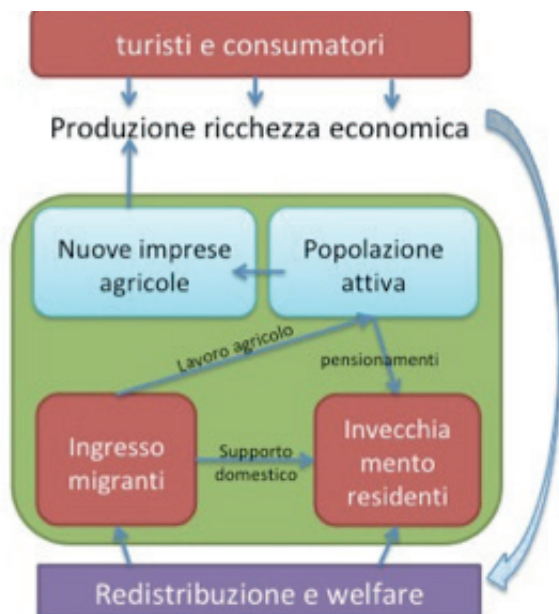 turisti e consumatori
Produzione ricchezza economica
Nuove imprese
agricole
Popolazione
attiva
Lavoro agricolo
pensionamenti
Ingresso
migranti
Supporto
domestico
Invecchia
mento
residenti
Redistribuzione e welfare